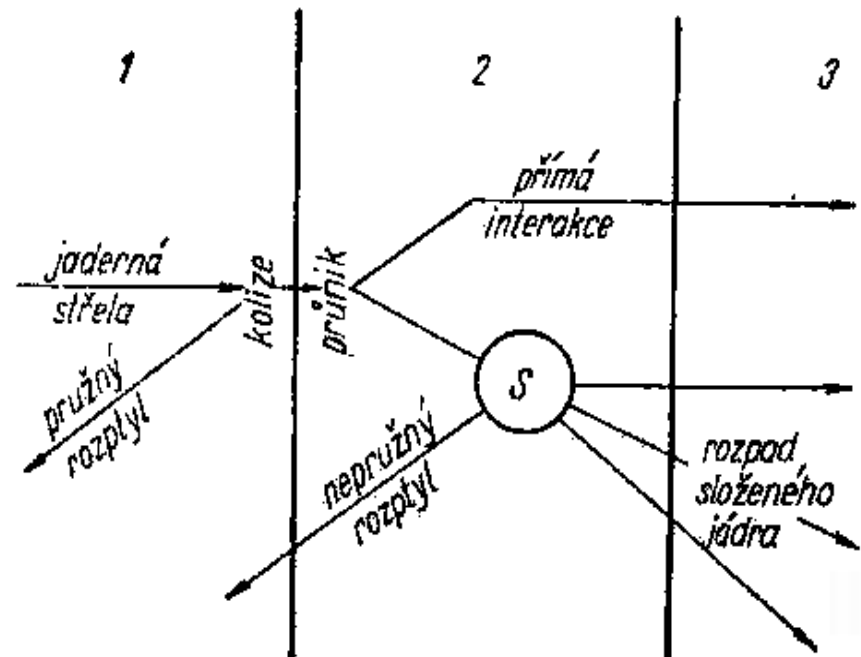 1
2
3
přímá
interakce
jaderná
střela
kolize
průnik
pružný
rozptyl
S
nepružný
rozptyl
rozpad
složeného
jádra